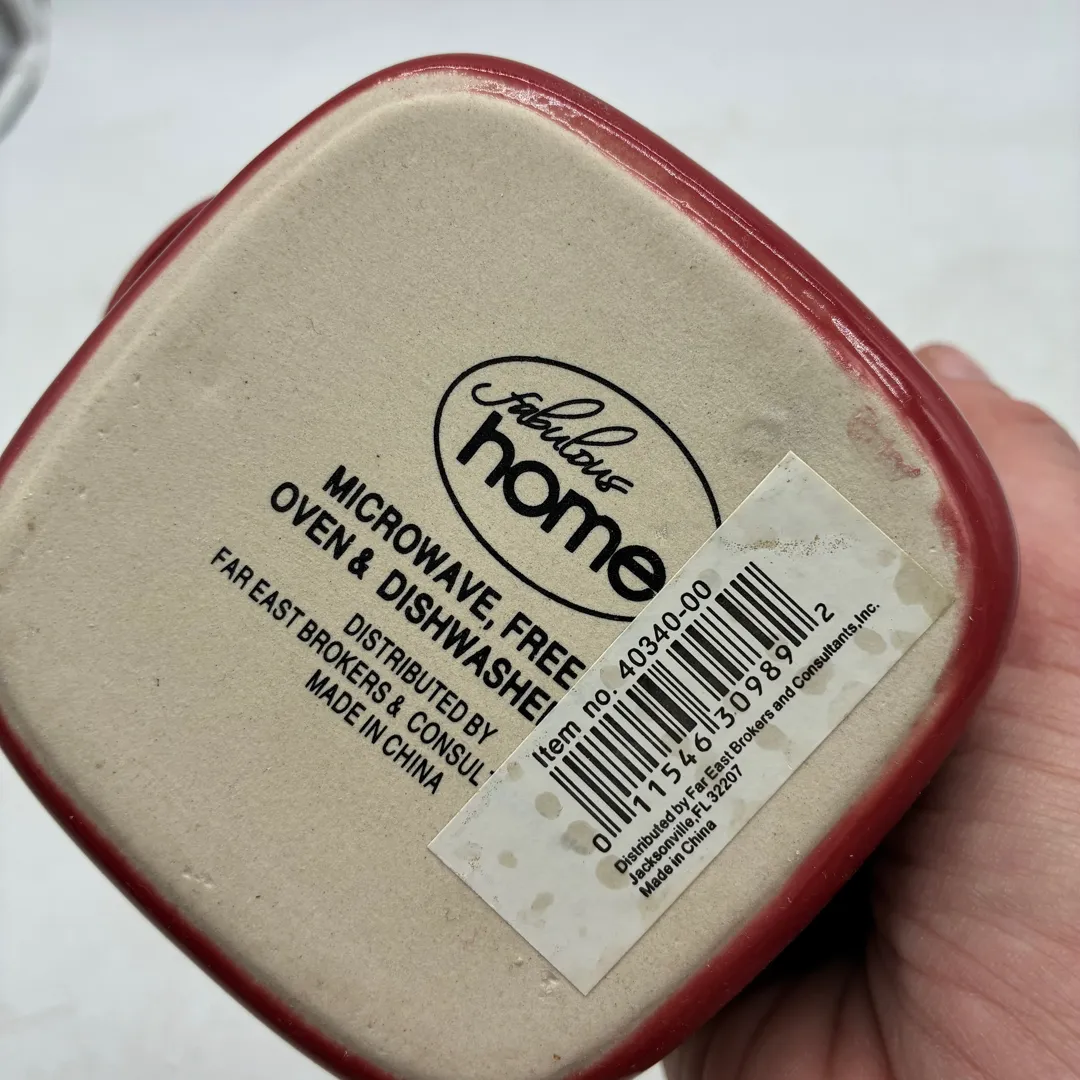 fabulous
home
MICROWAVE, FREE
OVEN & DISHWASHE
DISTRIBUTED BY
FAR EAST BROKERS & CONSUL
MADE IN CHINA
Item no. 40340-00
0 11546 30989 2
Distributed by Far East Brokers and Consultants,Inc.
Jacksonville,FL 32207
Made in China